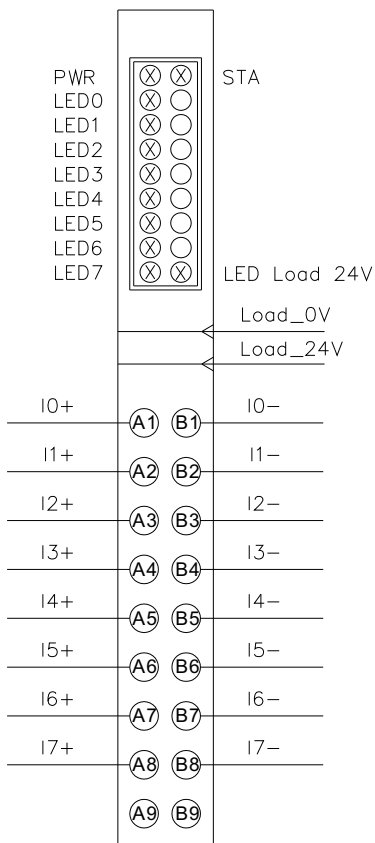 PWR STA
LED0
LED1
LED2
LED3
LED4
LED5
LED6
LED7 LED Load 24V
Load_0V
Load_24V
I0+ A1 B1 I0-
I1+ A2 B2 I1-
I2+ A3 B3 I2-
I3+ A4 B4 I3-
I4+ A5 B5 I4-
I5+ A6 B6 I5-
I6+ A7 B7 I6-
I7+ A8 B8 I7-
A9 B9